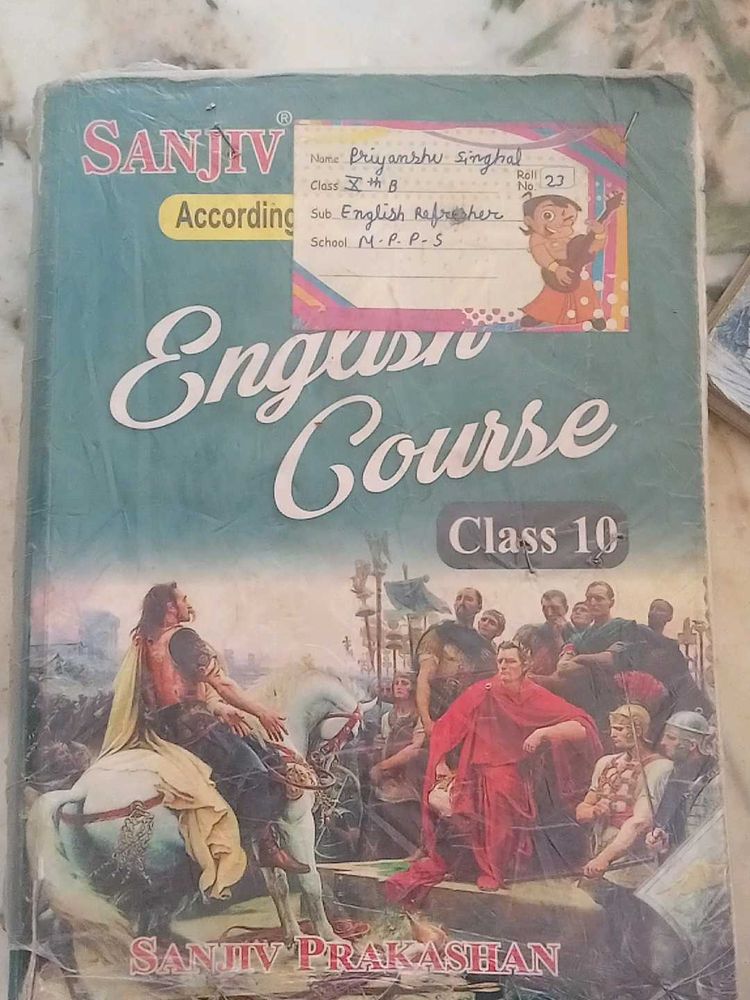 SANJIV®
Name Priyanshu Singhal
Class X th B Roll No. 23
Sub English Refresher
School M-P-P-S
According
English
Course
Class 10
SANJIV PRAKASHAN